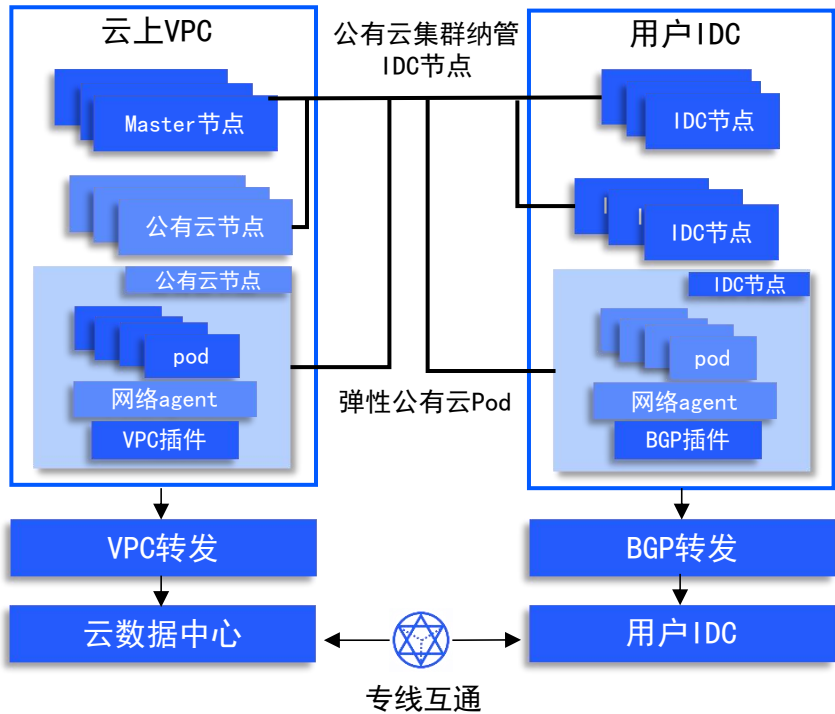 云上VPC
公有云集群纳管
IDC节点
用户IDC
Master节点
IDC节点
公有云节点
IDC节点
公有云节点
IDC节点
pod
pod
网络agent
网络agent
VPC插件
BGP插件
弹性公有云Pod
VPC转发
BGP转发
云数据中心
用户IDC
专线互通